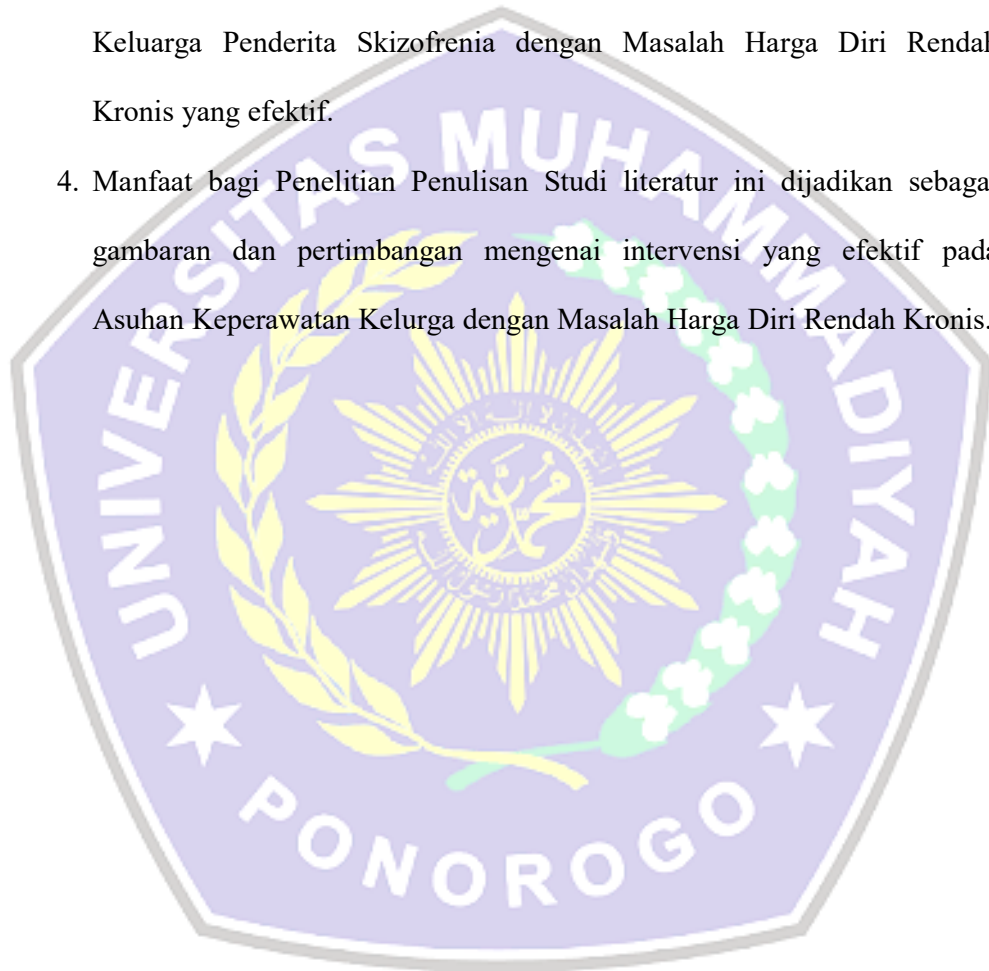 Keluarga Penderita Skizofrenia dengan Masalah Harga Diri Rendah
Kronis yang efektif.
4. Manfaat bagi Penelitian Penulisan Studi literatur ini dijadikan sebaga
gambaran dan pertimbangan mengenai intervensi yang efektif pada
Asuhan Keperawatan Kelurga dengan Masalah Harga Diri Rendah Kronis.
UNIVERSITAS MUHAMMADIYAH
PONOROGO